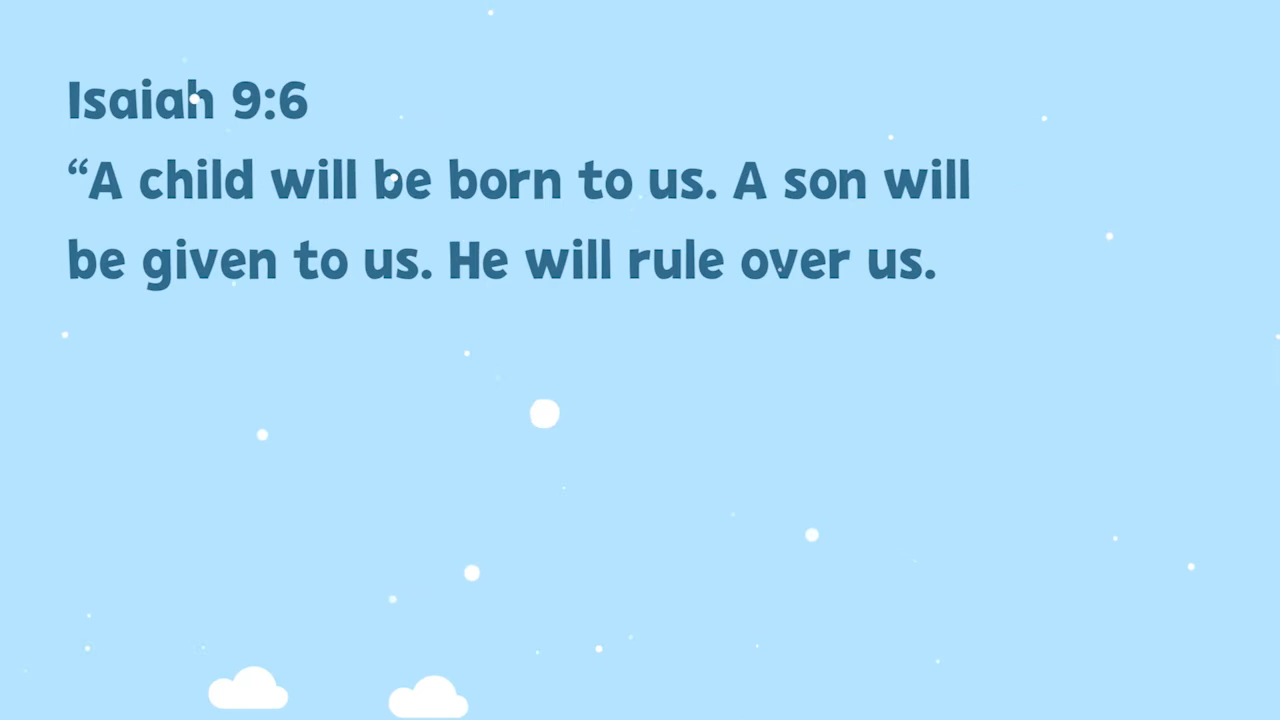 Isaiah 9:6
“A child will be born to us. A son will
be given to us. He will rule over us.